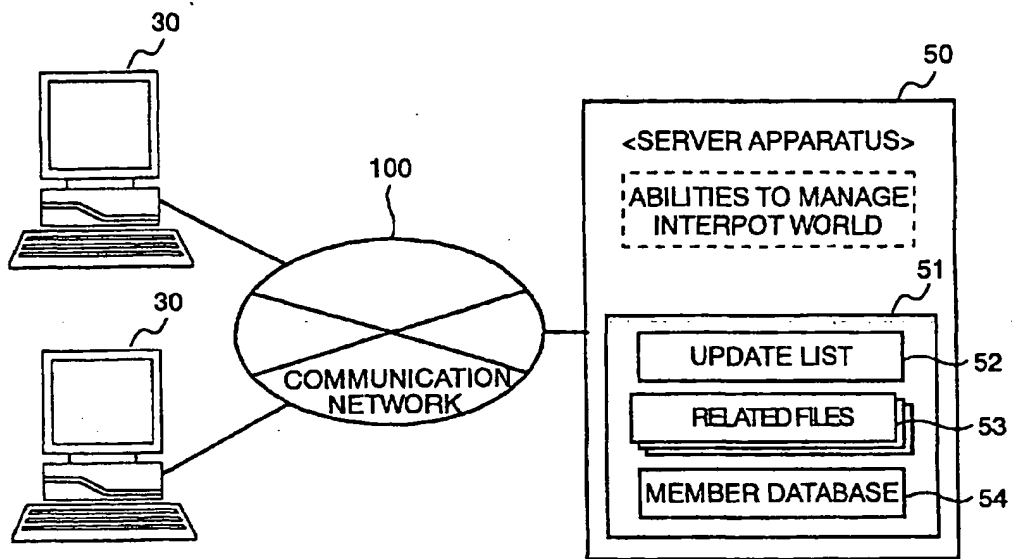 30
50
<SERVER APPARATUS>
ABILITIES TO MANAGE
INTERPOT WORLD
100
30
51
UPDATE LIST
52
COMMUNICATION
NETWORK
RELATED FILES
53
MEMBER DATABASE
54